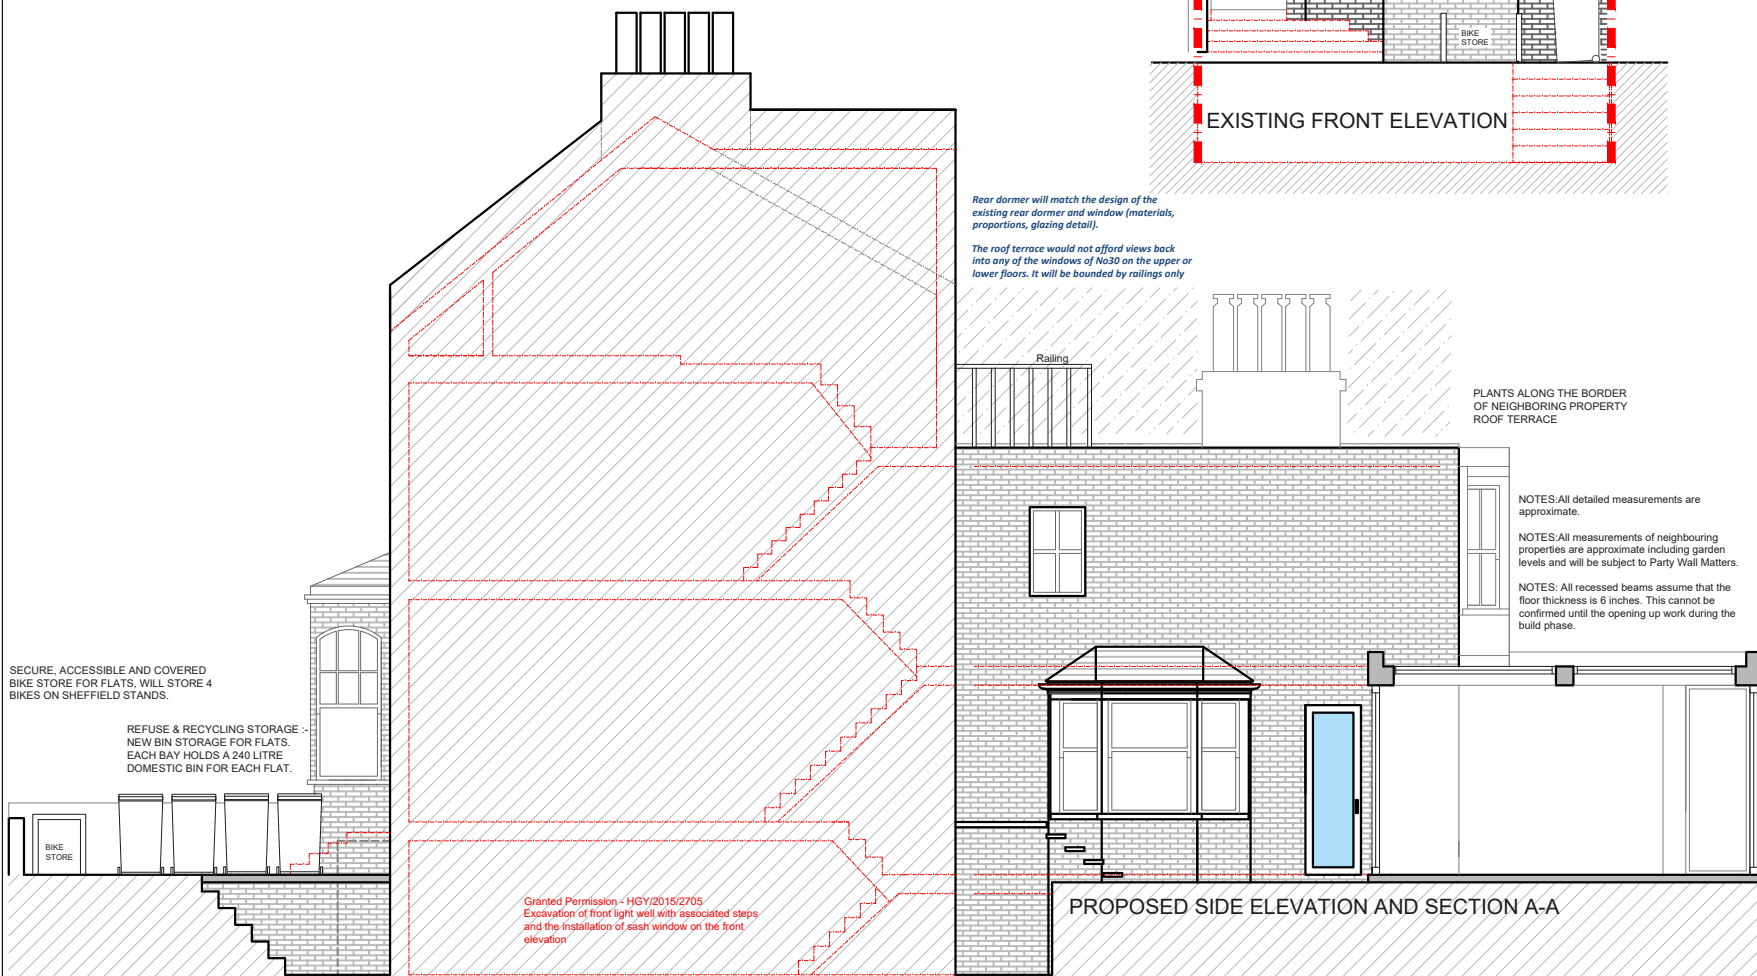 BIKE
STORE
EXISTING FRONT ELEVATION
Rear dormer will match the design of the
existing rear dormer and window (materials,
proportions, glazing detail).
The roof terrace would not afford views back
into any of the windows of No30 on the upper or
lower floors. It will be bounded by railings only
Railing
PLANTS ALONG THE BORDER
OF NEIGHBORING PROPERTY
ROOF TERRACE
NOTES:All detailed measurements are
approximate.
NOTES:All measurements of neighbouring
properties are approximate including garden
levels and will be subject to Party Wall Matters.
NOTES: All recessed beams assume that the
floor thickness is 6 inches. This cannot be
confirmed until the opening up work during the
build phase.
SECURE, ACCESSIBLE AND COVERED
BIKE STORE FOR FLATS, WILL STORE 4
BIKES ON SHEFFIELD STANDS.
REFUSE & RECYCLING STORAGE :-
NEW BIN STORAGE FOR FLATS.
EACH BAY HOLDS A 240 LITRE
DOMESTIC BIN FOR EACH FLAT.
BIKE
STORE
Granted Permission - HGY/2015/2705
Excavation of front light well with associated steps
and the installation of sash window on the front
elevation
PROPOSED SIDE ELEVATION AND SECTION A-A